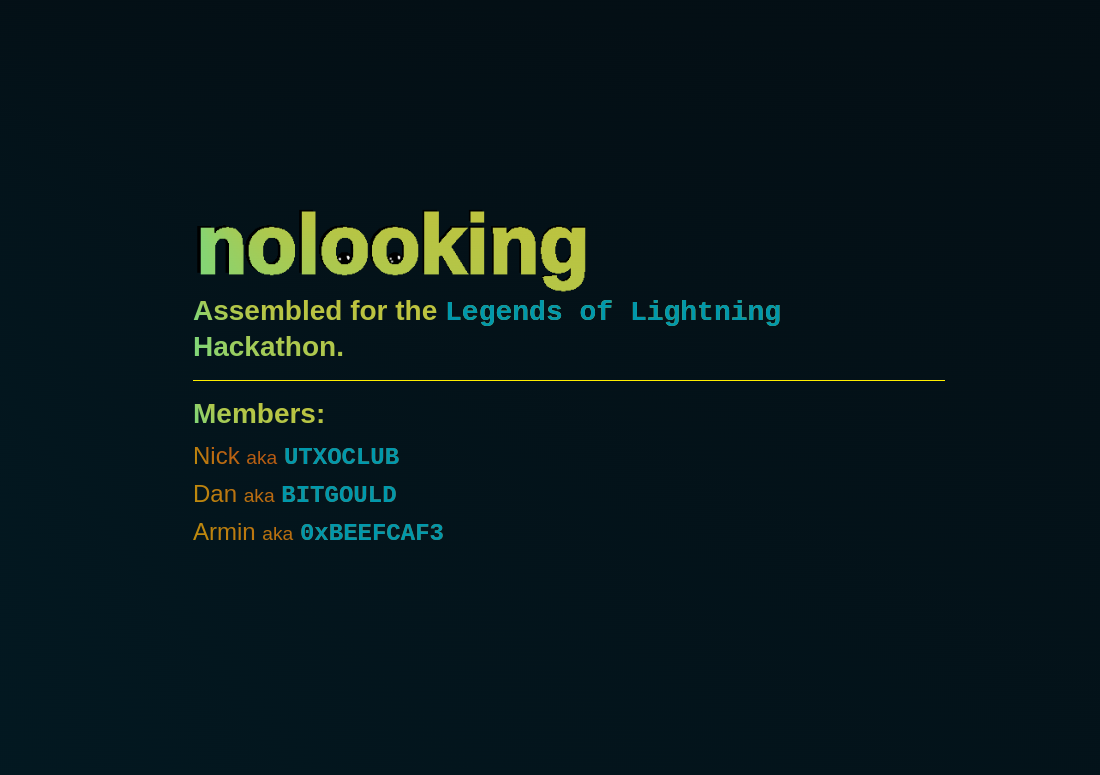 nolooking
Assembled for the Legends of Lightning
Hackathon.
Members:
Nick aka UTXOCLUB
Dan aka BITGOULD
Armin aka 0xBEEFCAF3